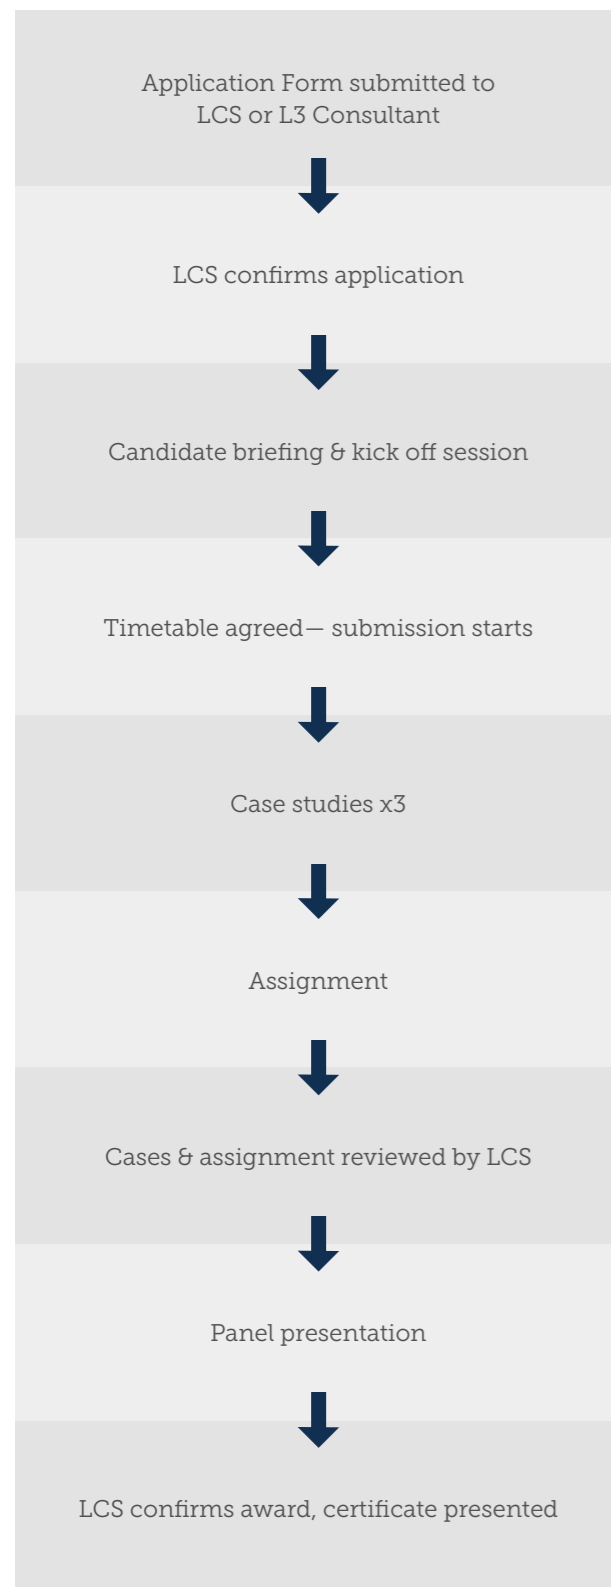 Application Form submitted to
LCS or L3 Consultant
LCS confirms application
Candidate briefing & kick off session
Timetable agreed— submission starts
Case studies x3
Assignment
Cases & assignment reviewed by LCS
Panel presentation
LCS confirms award, certificate presented